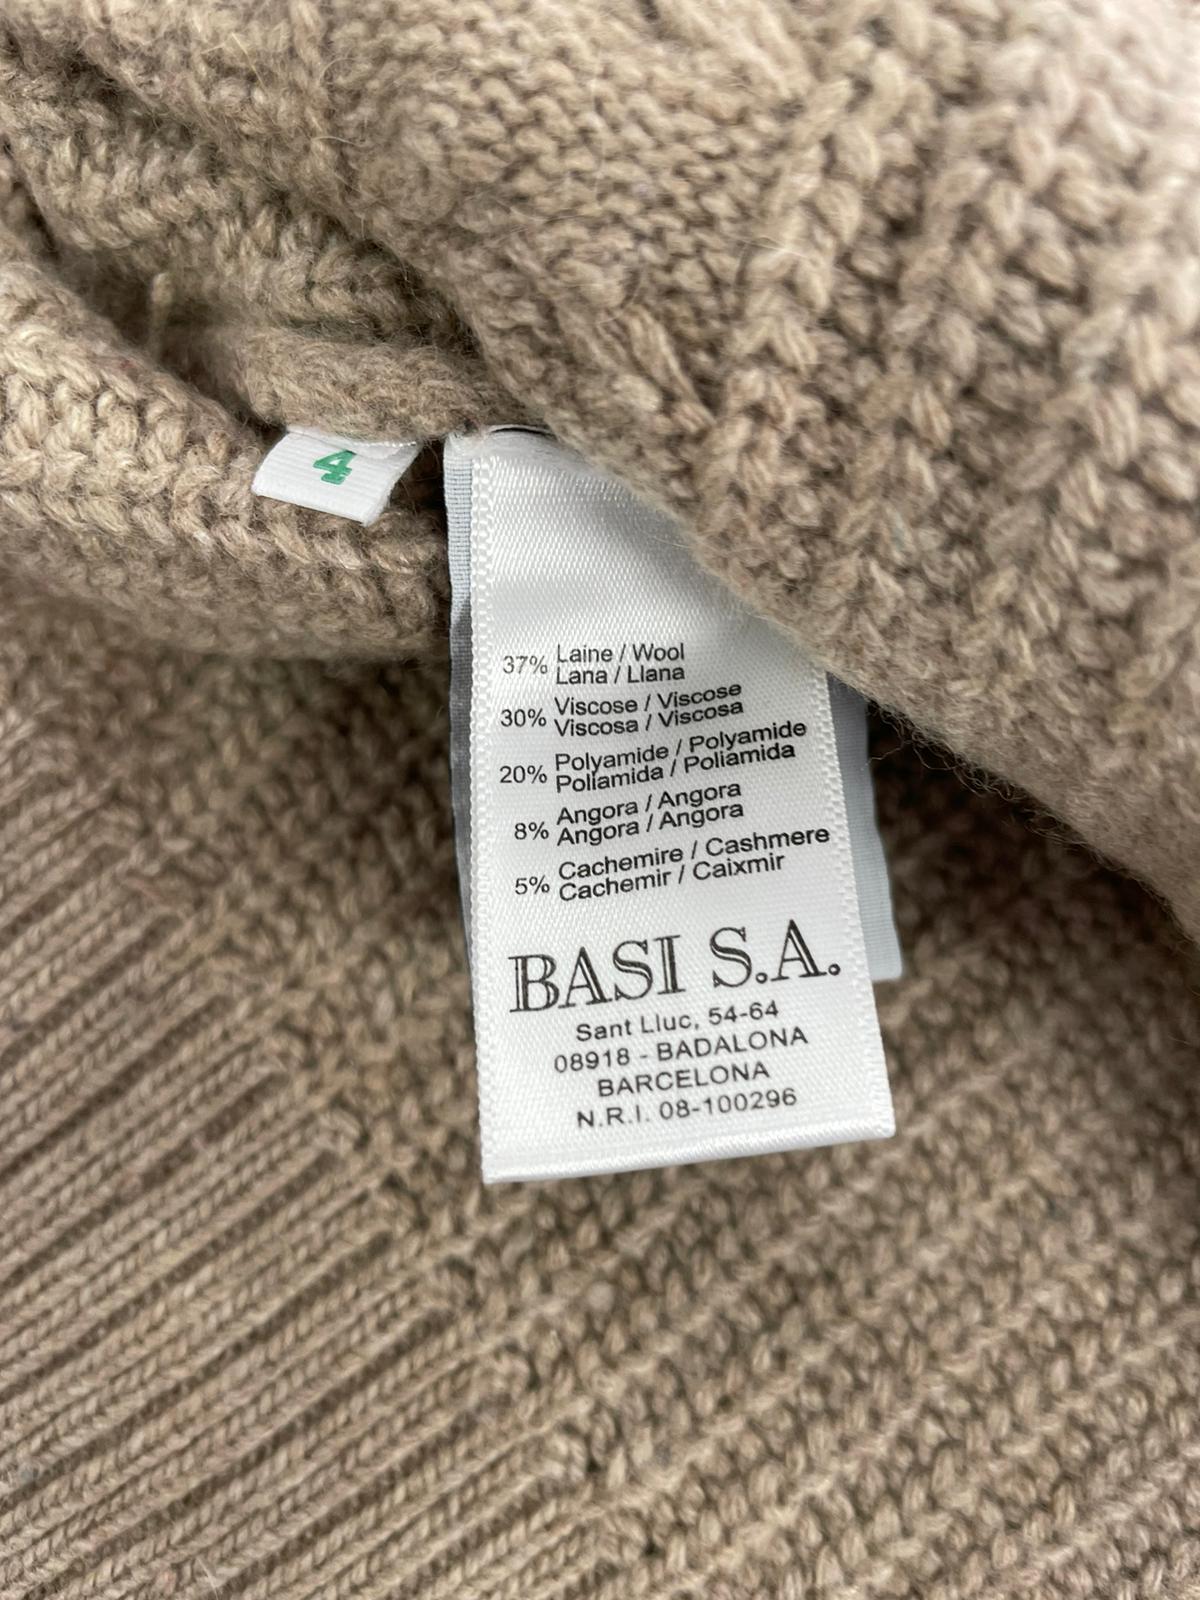 4
37% Laine / Wool
Lana / Llana
30% Viscose / Viscose
Viscosa / Viscosa
20% Polyamide / Polyamide
Poliamida / Poliamida
8% Angora / Angora
Angora / Angora
5% Cachemire / Cashmere
Cachemir / Caixmir
BASI S.A.
Sant Lluc, 54-64
08918 - BADALONA
BARCELONA
N.R.I. 08-100296